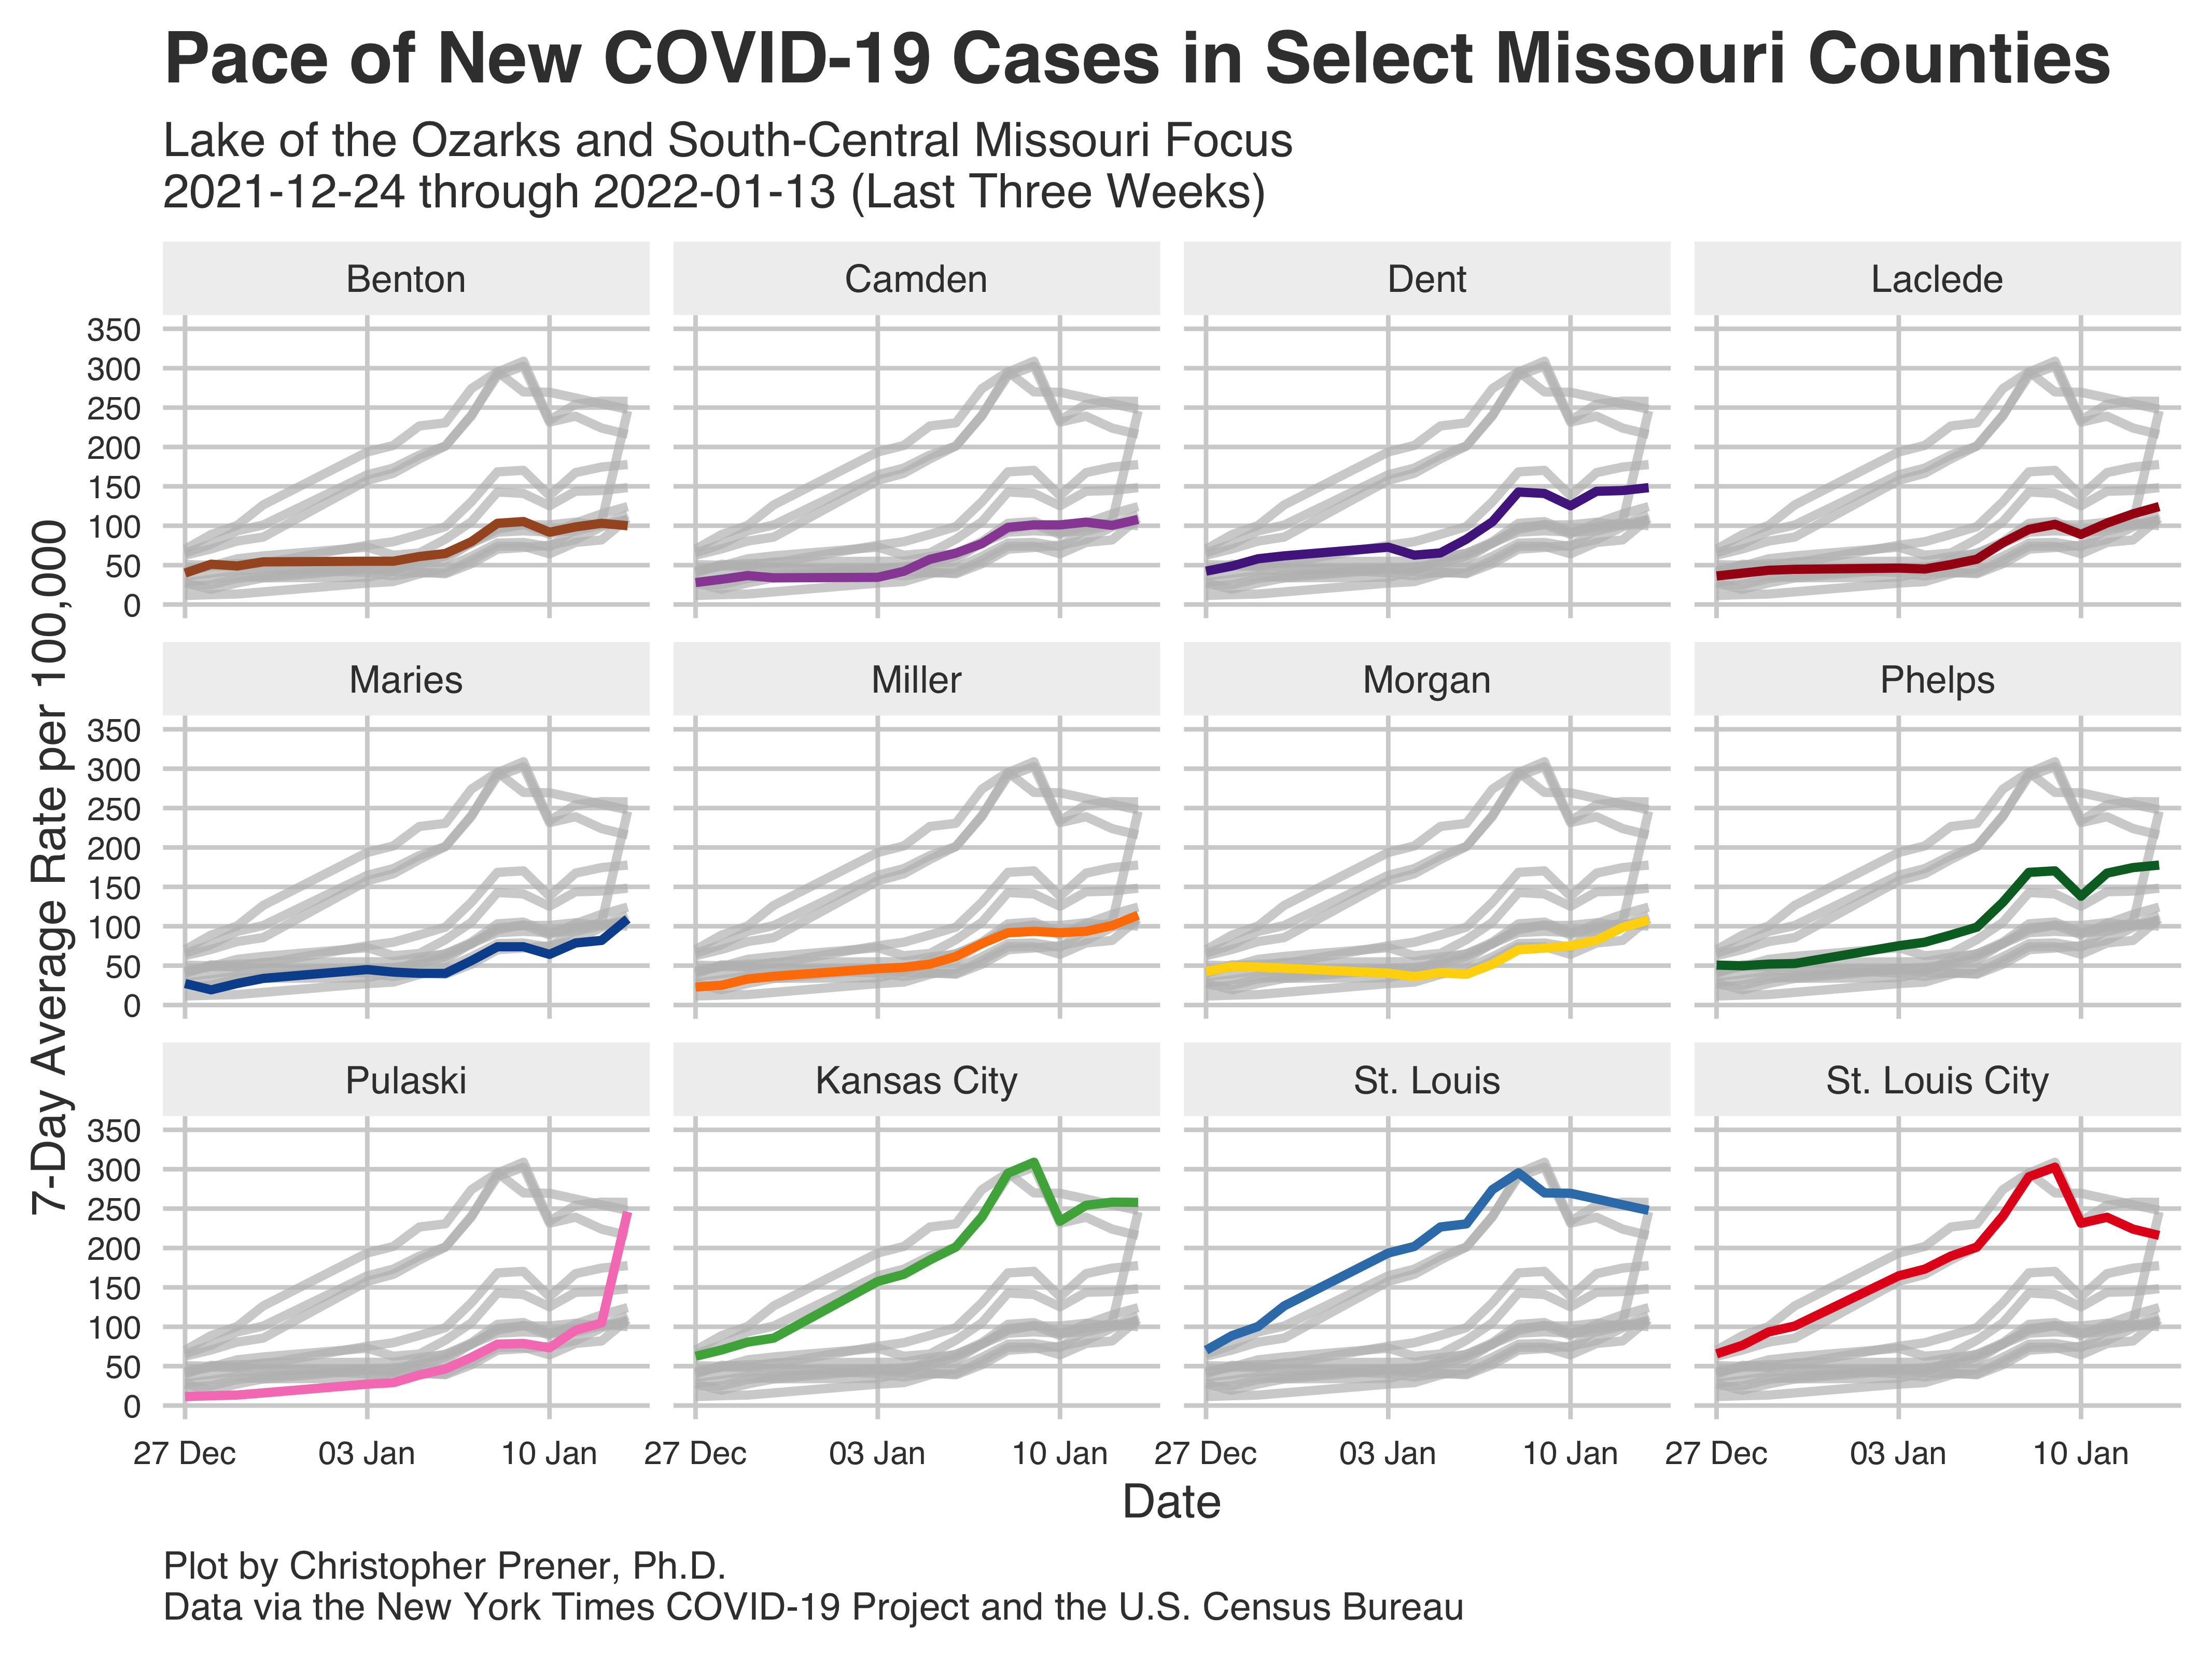 Pace of New COVID-19 Cases in Select Missouri Counties
Lake of the Ozarks and South-Central Missouri Focus
2021-12-24 through 2022-01-13 (Last Three Weeks)
7-Day Average Rate per 100,000
Benton
Camden
Dent
Laclede
350
300
250
200
150
100
50
0
Maries
Miller
Morgan
Phelps
350
300
250
200
150
100
50
0
Pulaski
Kansas City
St. Louis
St. Louis City
350
300
250
200
150
100
50
0
27 Dec 03 Jan 10 Jan 27 Dec 03 Jan 10 Jan 27 Dec 03 Jan 10 Jan 27 Dec 03 Jan 10 Jan
Date
Plot by Christopher Prener, Ph.D.
Data via the New York Times COVID-19 Project and the U.S. Census Bureau